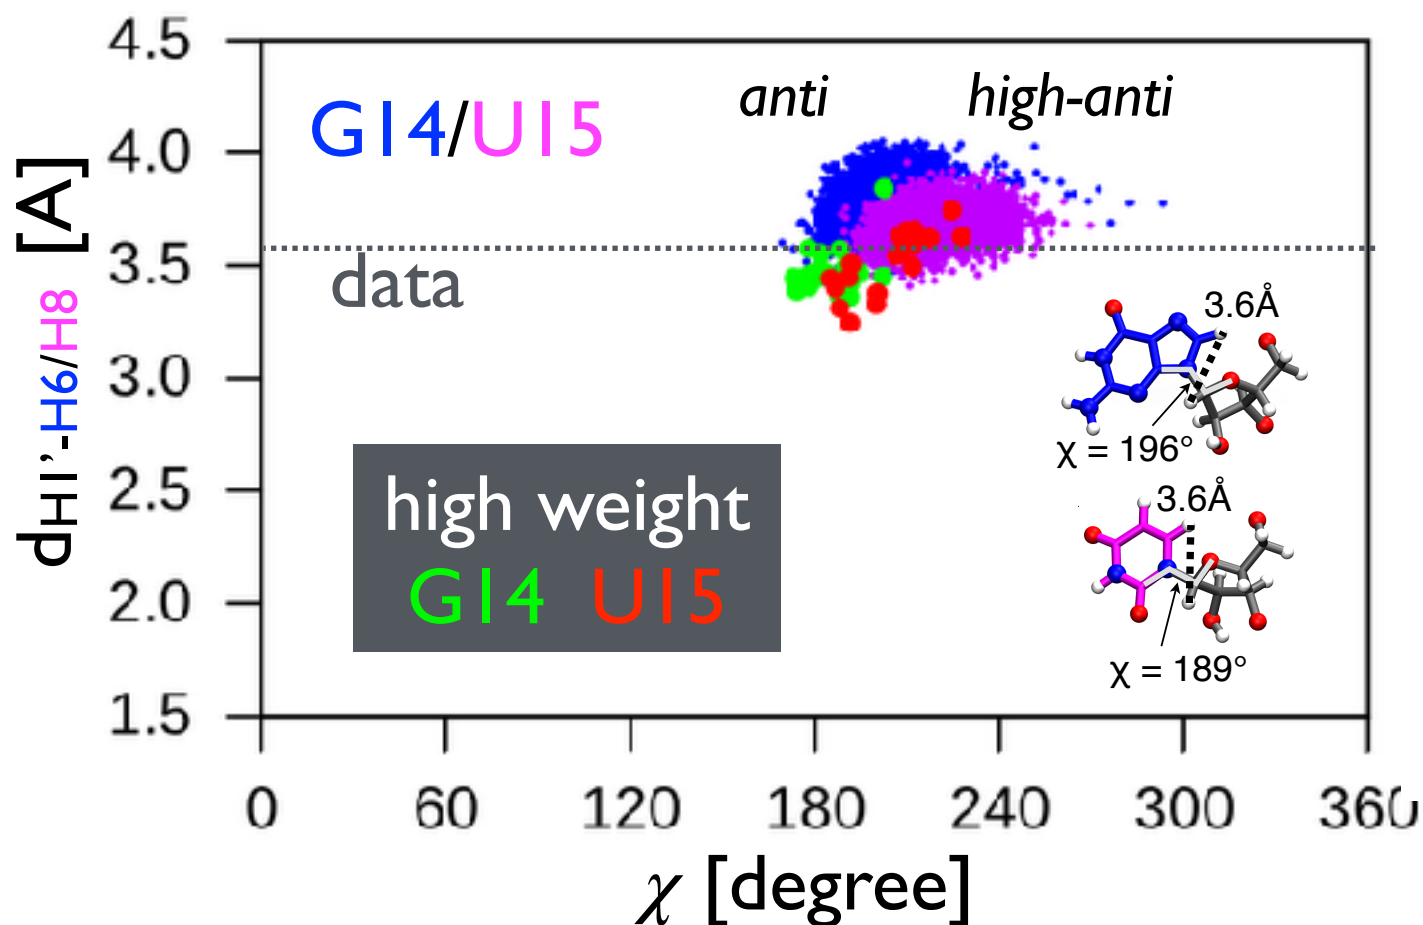 4.5
4.0
3.5
3.0
2.5
2.0
1.5
dH1’-H6/H8 [A]
G14/U15
anti
high-anti
data
high weight
G14 U15
3.6Å
χ = 196°
3.6Å
χ = 189°
0 60 120 180 240 300 360
χ [degree]